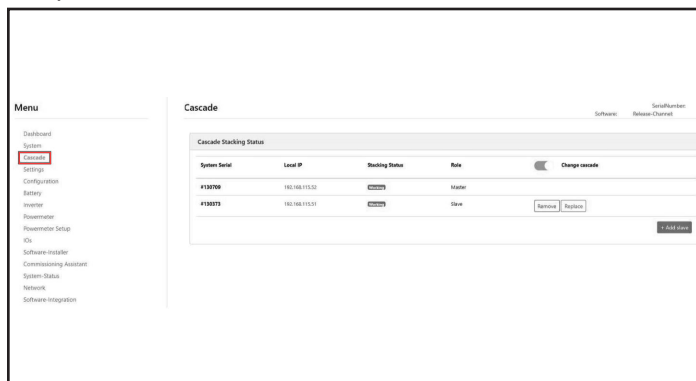 Menu
Dashboard
System
Cascade
Settings
Configuration
Battery
Inverter
Powermeter
Powermeter Setup
IOs
Software-Installer
Commissioning Assistant
System-Status
Network
Software-Integration
Cascade
SerialNumber:
Software: Release-Channel
Cascade Stacking Status
System Serial Local IP Stacking Status Role Change cascade
#130709 192.168.115.52 Working Master
#130373 192.168.115.51 Working Slave Remove Replace
+ Add slave